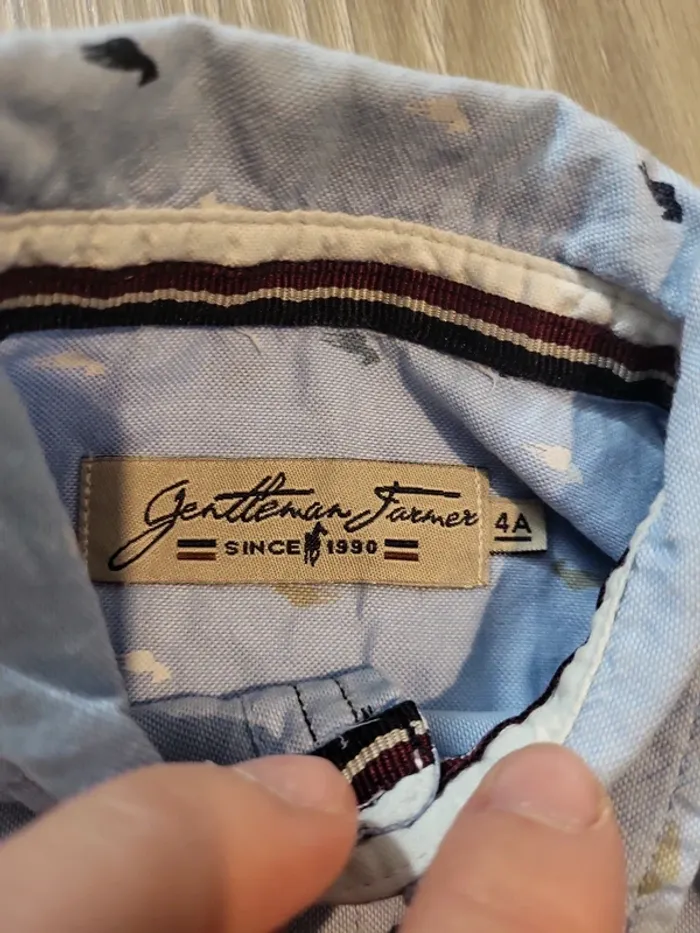 Gentleman Farmer
SINCE 1990
4A